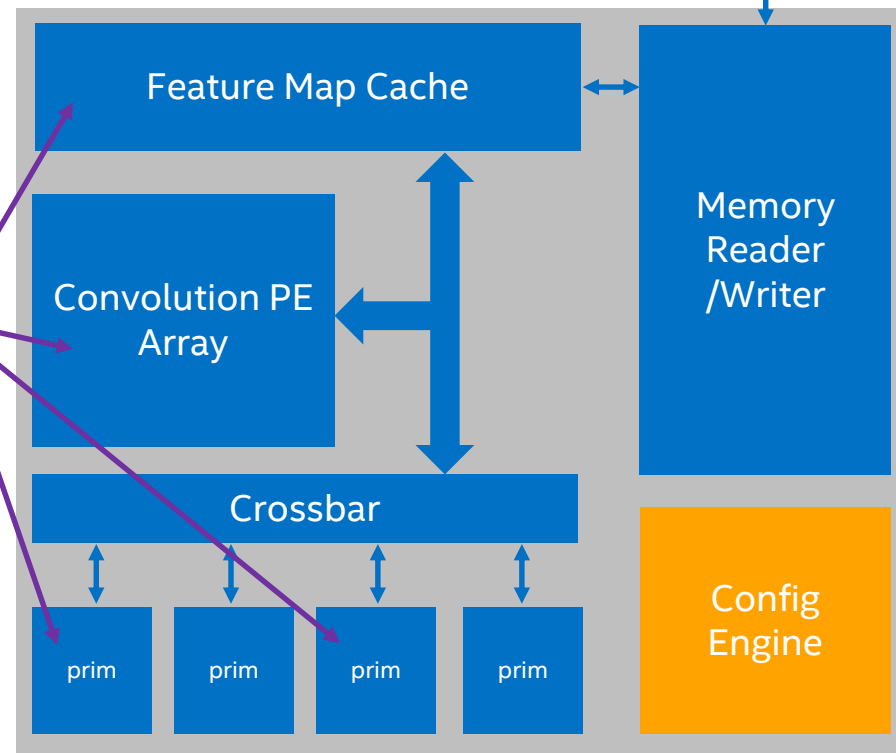 Feature Map Cache
Memory
Reader
/Writer
Convolution PE
Array
Crossbar
prim
prim
prim
prim
Config
Engine